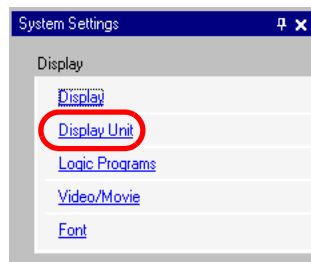 System Settings
Display
Display
Display Unit
Logic Programs
Video/Movie
Font